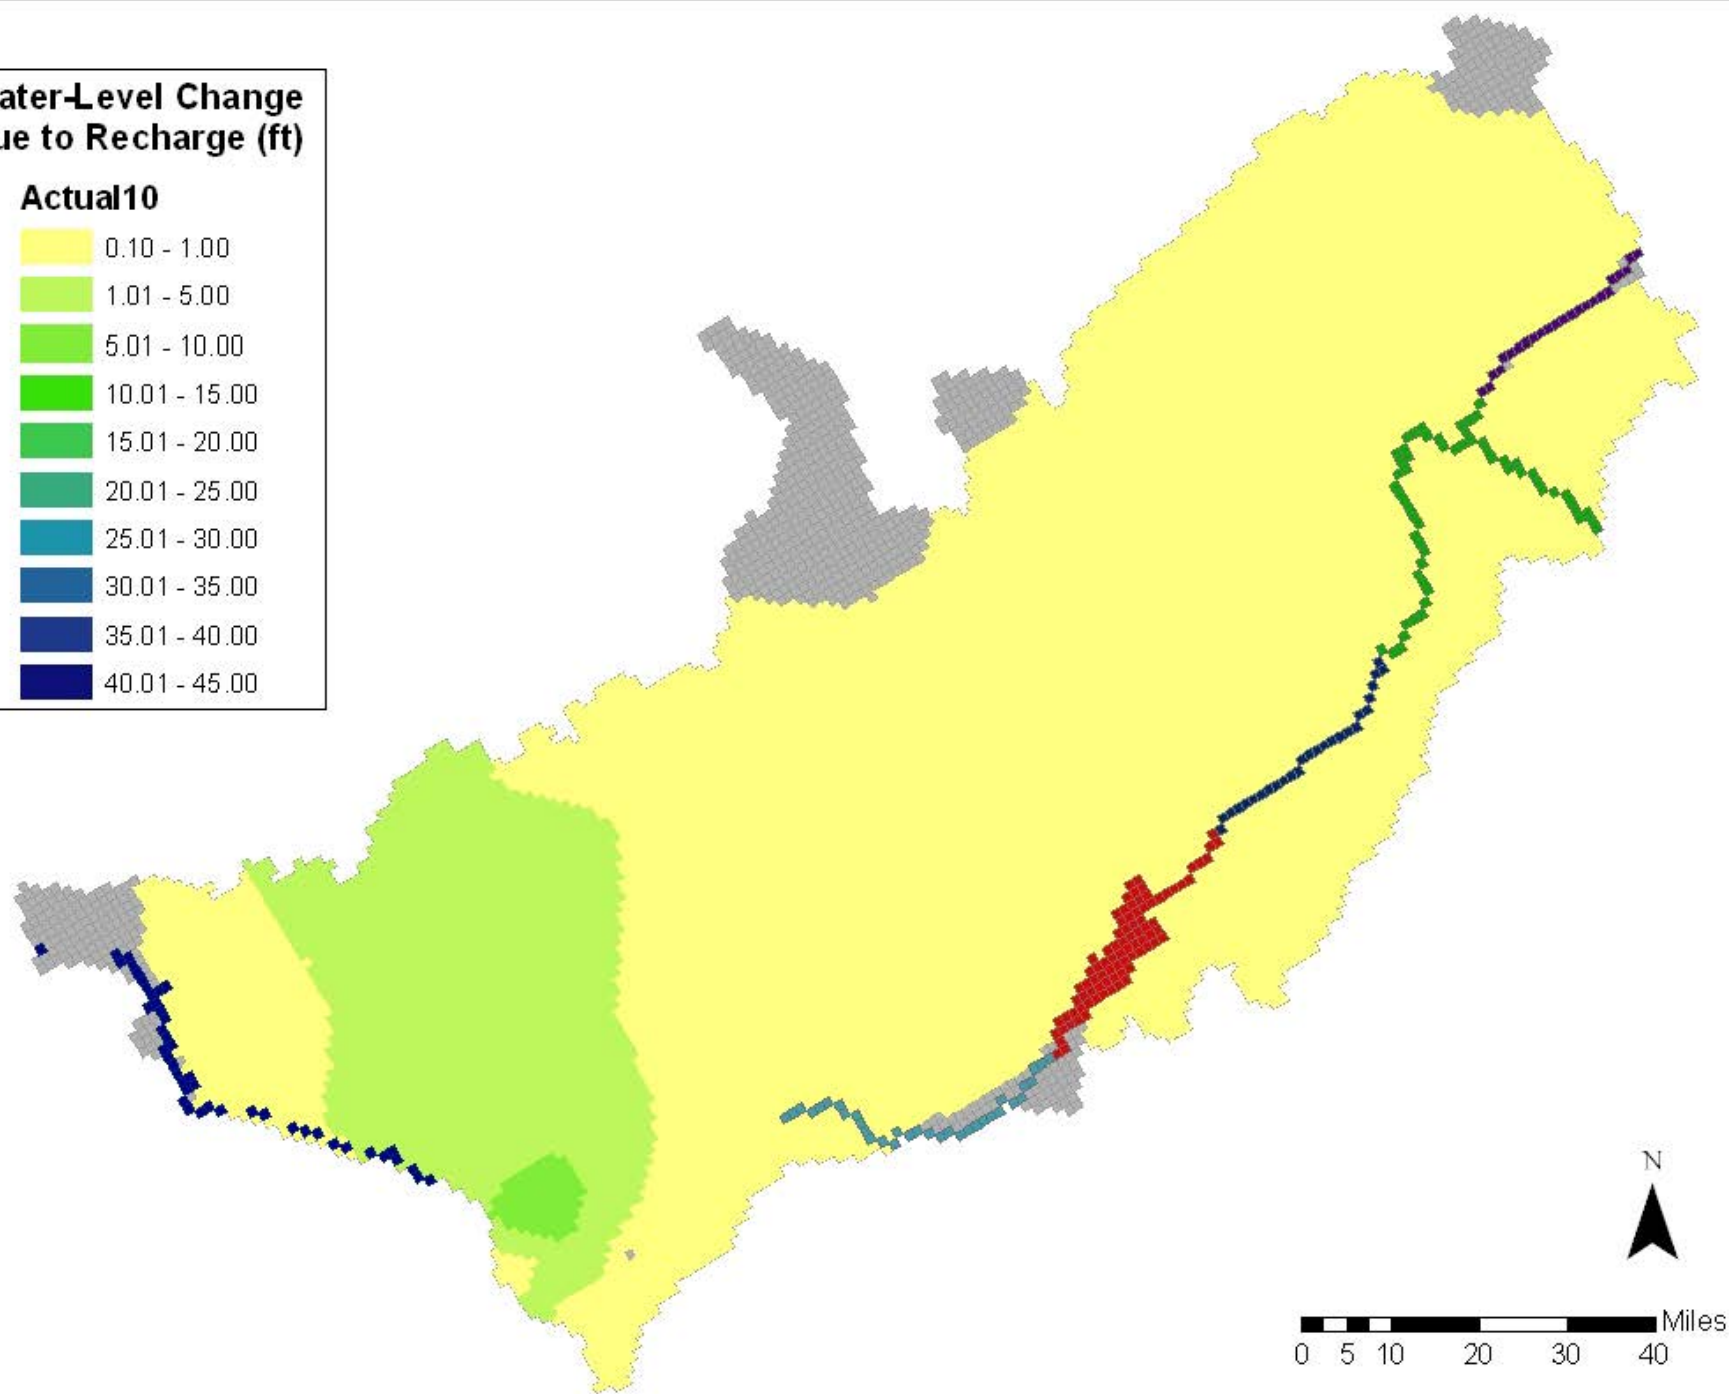 ater-Level Change
ue to Recharge (ft)
Actual10
0.10 - 1.00
1.01 - 5.00
5.01 - 10.00
10.01 - 15.00
15.01 - 20.00
20.01 - 25.00
25.01 - 30.00
30.01 - 35.00
35.01 - 40.00
40.01 - 45.00
N
Miles
0 5 10 20 30 40